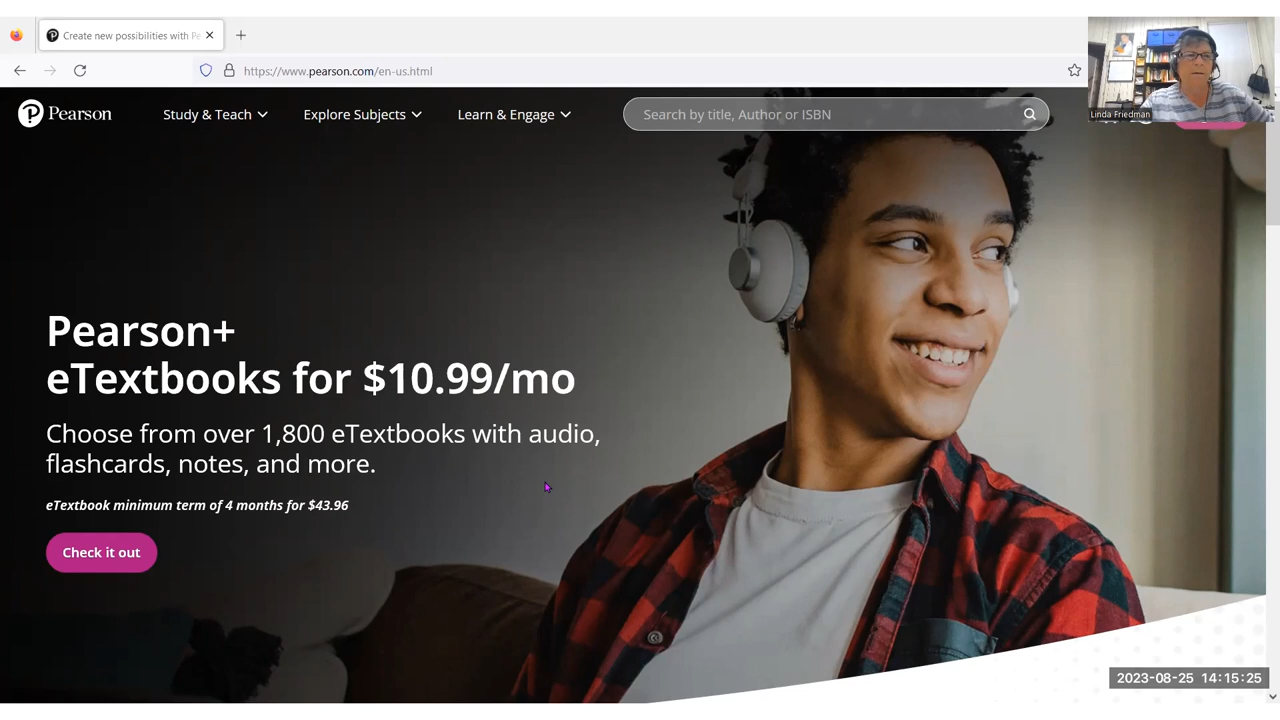 Create new possibilities with Pe
https://www.pearson.com/en-us.html
Pearson
Study & Teach
Explore Subjects
Learn & Engage
Search by title, Author or ISBN
Linda Friedman
Pearson+
eTextbooks for $10.99/mo
Choose from over 1,800 eTextbooks with audio,
flashcards, notes, and more.
eTextbook minimum term of 4 months for $43.96
Check it out
2023-08-25 14:15:25